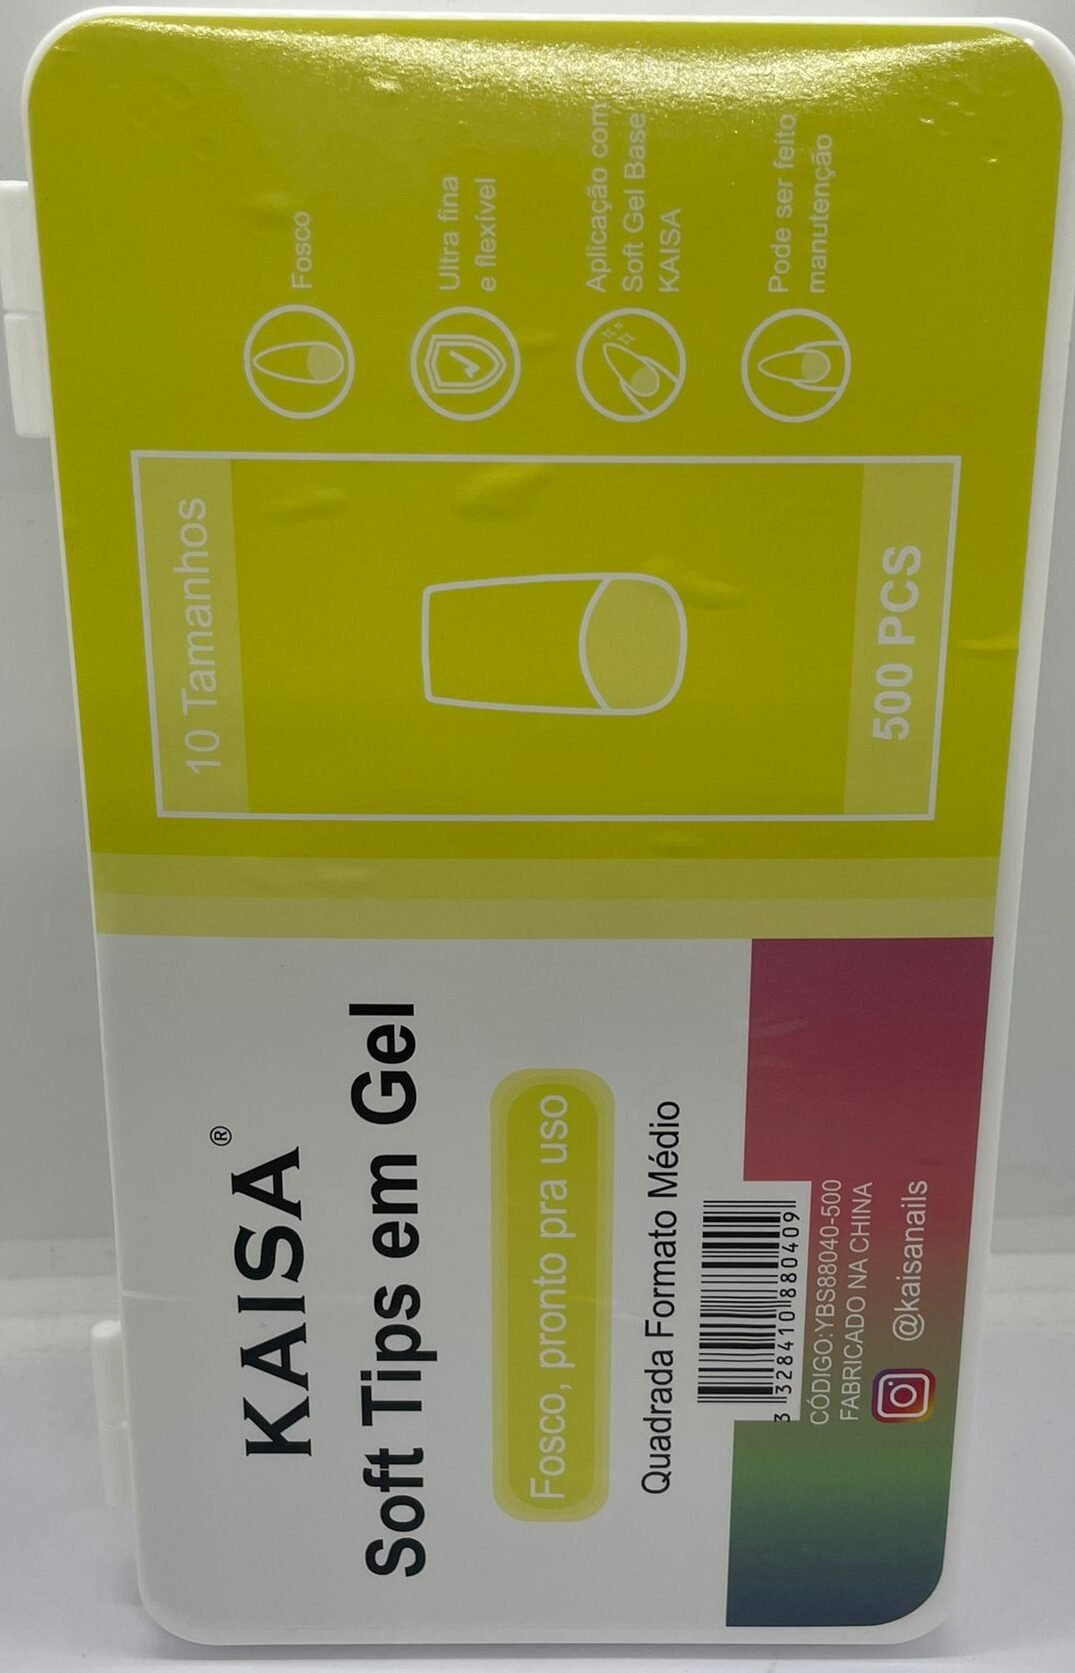 KAISA®
Soft Tips em Gel
Fosco, pronto pra uso
Quadrada Formato Médio
3 328410 880409
CÓDIGO:YBS88040-500
FABRICADO NA CHINA
@kaisanails
10 Tamanhos
500 PCS
Fosco
Ultra fina
e flexível
Aplicação com
Soft Gel Base
KAISA
Pode ser feito
manutenção